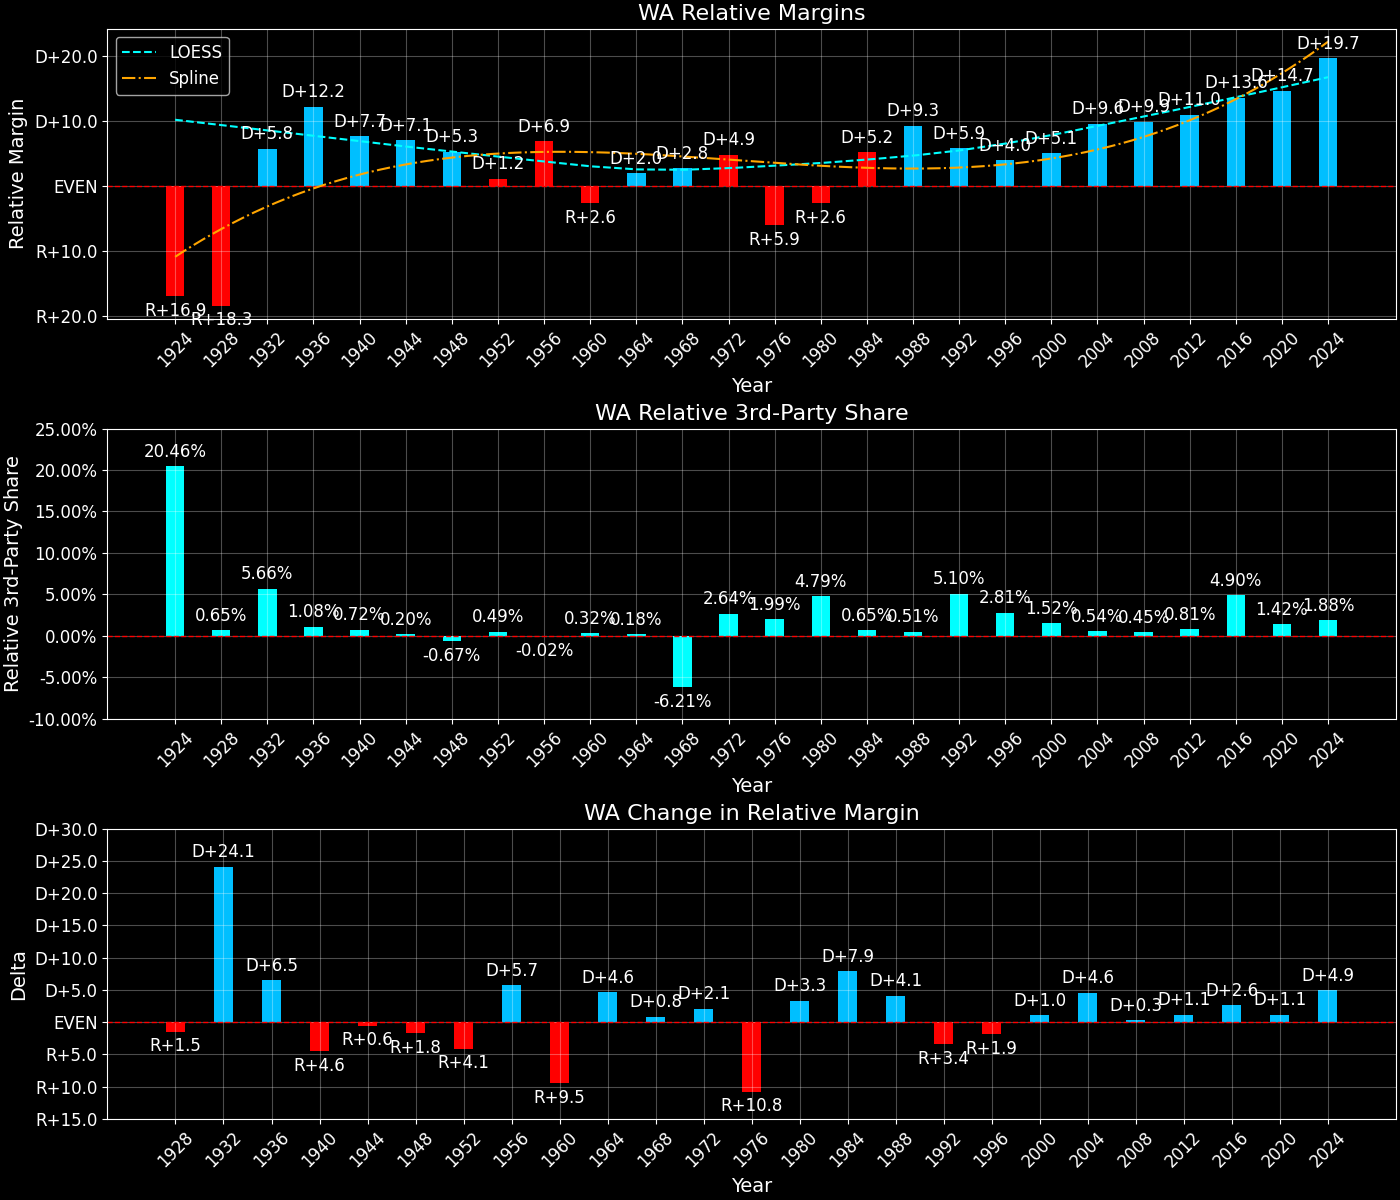 WA Relative Margins
Relative Margin
D+20.0
D+10.0
EVEN
R+10.0
R+20.0
LOESS
Spline
R+16.9
R+18.3
D+5.8
D+12.2
D+7.7
D+7.1
D+5.3
D+1.2
D+6.9
R+2.6
D+2.0
D+2.8
D+4.9
R+5.9
R+2.6
D+5.2
D+9.3
D+5.9
D+4.0
D+5.1
D+9.6
D+9.9
D+11.0
D+13.6
D+14.7
D+19.7
1924 1928 1932 1936 1940 1944 1948 1952 1956 1960 1964 1968 1972 1976 1980 1984 1988 1992 1996 2000 2004 2008 2012 2016 2020 2024
Year
WA Relative 3rd-Party Share
Relative 3rd-Party Share
25.00%
20.00%
15.00%
10.00%
5.00%
0.00%
-5.00%
-10.00%
20.46%
0.65%
5.66%
1.08%
0.72%
0.20%
-0.67%
0.49%
-0.02%
0.32%
0.18%
-6.21%
2.64%
1.99%
4.79%
0.65%
0.51%
5.10%
2.81%
1.52%
0.54%
0.45%
0.81%
4.90%
1.42%
1.88%
1924 1928 1932 1936 1940 1944 1948 1952 1956 1960 1964 1968 1972 1976 1980 1984 1988 1992 1996 2000 2004 2008 2012 2016 2020 2024
Year
WA Change in Relative Margin
Delta
D+30.0
D+25.0
D+20.0
D+15.0
D+10.0
D+5.0
EVEN
R+5.0
R+10.0
R+15.0
R+1.5
D+24.1
D+6.5
R+4.6
R+0.6
R+1.8
R+4.1
D+5.7
R+9.5
D+4.6
D+0.8
D+2.1
R+10.8
D+3.3
D+7.9
D+4.1
R+3.4
R+1.9
D+1.0
D+4.6
D+0.3
D+1.1
D+2.6
D+1.1
D+4.9
1928 1932 1936 1940 1944 1948 1952 1956 1960 1964 1968 1972 1976 1980 1984 1988 1992 1996 2000 2004 2008 2012 2016 2020 2024
Year